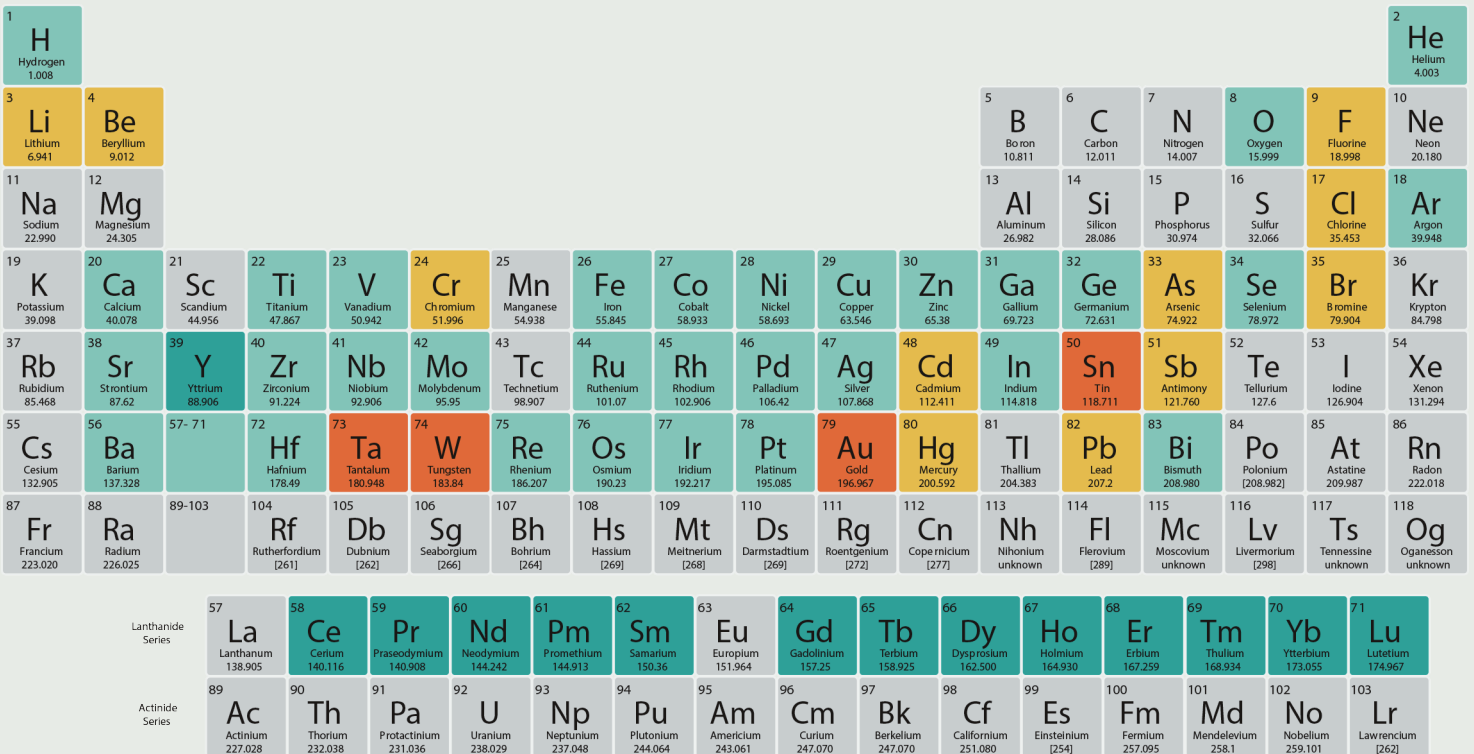 1 2
H He
Hydrogen Helium
1.008 4.003
3 4 5 6 7 8 9 10
Li Be B C N O F Ne
Lithium Beryllium Boron Carbon Nitrogen Oxygen Fluorine Neon
6.941 9.012 10.811 12.011 14.007 15.999 18.998 20.180
11 12 13 14 15 16 17 18
Na Mg Al Si P S Cl Ar
Sodium Magnesium Aluminum Silicon Phosphorus Sulfur Chlorine Argon
22.990 24.305 26.982 28.086 30.974 32.066 35.453 39.948
19 20 21 22 23 24 25 26 27 28 29 30 31 32 33 34 35 36
K Ca Sc Ti V Cr Mn Fe Co Ni Cu Zn Ga Ge As Se Br Kr
Potassium Calcium Scandium Titanium Vanadium Chromium Manganese Iron Cobalt Nickel Copper Zinc Gallium Germanium Arsenic Selenium Bromine Krypton
39.098 40.078 44.956 47.867 50.942 51.996 54.938 55.845 58.933 58.693 63.546 65.38 69.723 72.631 74.922 78.972 79.904 84.798
37 38 39 40 41 42 43 44 45 46 47 48 49 50 51 52 53 54
Rb Sr Y Zr Nb Mo Tc Ru Rh Pd Ag Cd In Sn Sb Te I Xe
Rubidium Strontium Yttrium Zirconium Niobium Molybdenum Technetium Ruthenium Rhodium Palladium Silver Cadmium Indium Tin Antimony Tellurium Iodine Xenon
85.468 87.62 88.906 91.224 92.906 95.95 98.907 101.07 102.906 106.42 107.868 112.411 114.818 118.711 121.760 127.6 126.904 131.294
55 56 57- 71 72 73 74 75 76 77 78 79 80 81 82 83 84 85 86
Cs Ba Hf Ta W Re Os Ir Pt Au Hg Tl Pb Bi Po At Rn
Cesium Barium Hafnium Tantalum Tungsten Rhenium Osmium Iridium Platinum Gold Mercury Thallium Lead Bismuth Polonium Astatine Radon
132.905 137.328 178.49 180.948 183.84 186.207 190.23 192.217 195.085 196.967 200.592 204.383 207.2 208.980 [208.982] 209.987 222.018
87 88 89-103 104 105 106 107 108 109 110 111 112 113 114 115 116 117 118
Fr Ra Rf Db Sg Bh Hs Mt Ds Rg Cn Nh Fl Mc Lv Ts Og
Francium Radium Rutherfordium Dubnium Seaborgium Bohrium Hassium Meitnerium Darmstadtium Roentgenium Copernicium Nihonium Flerovium Moscovium Livermorium Tennessine Oganesson
223.020 226.025 [261] [262] [266] [264] [269] [268] [269] [272] [277] unknown [289] unknown [298] unknown unknown
Lanthanide
Series
57 58 59 60 61 62 63 64 65 66 67 68 69 70 71
La Ce Pr Nd Pm Sm Eu Gd Tb Dy Ho Er Tm Yb Lu
Lanthanum Cerium Praseodymium Neodymium Promethium Samarium Europium Gadolinium Terbium Dysprosium Holmium Erbium Thulium Ytterbium Lutetium
138.905 140.116 140.908 144.242 144.913 150.36 151.964 157.25 158.925 162.500 164.930 167.259 168.934 173.055 174.967
Actinide
Series
89 90 91 92 93 94 95 96 97 98 99 100 101 102 103
Ac Th Pa U Np Pu Am Cm Bk Cf Es Fm Md No Lr
Actinium Thorium Protactinium Uranium Neptunium Plutonium Americium Curium Berkelium Californium Einsteinium Fermium Mendelevium Nobelium Lawrencium
227.028 232.038 231.036 238.029 237.048 244.064 243.061 247.070 247.070 251.080 [254] 257.095 258.1 259.101 [262]